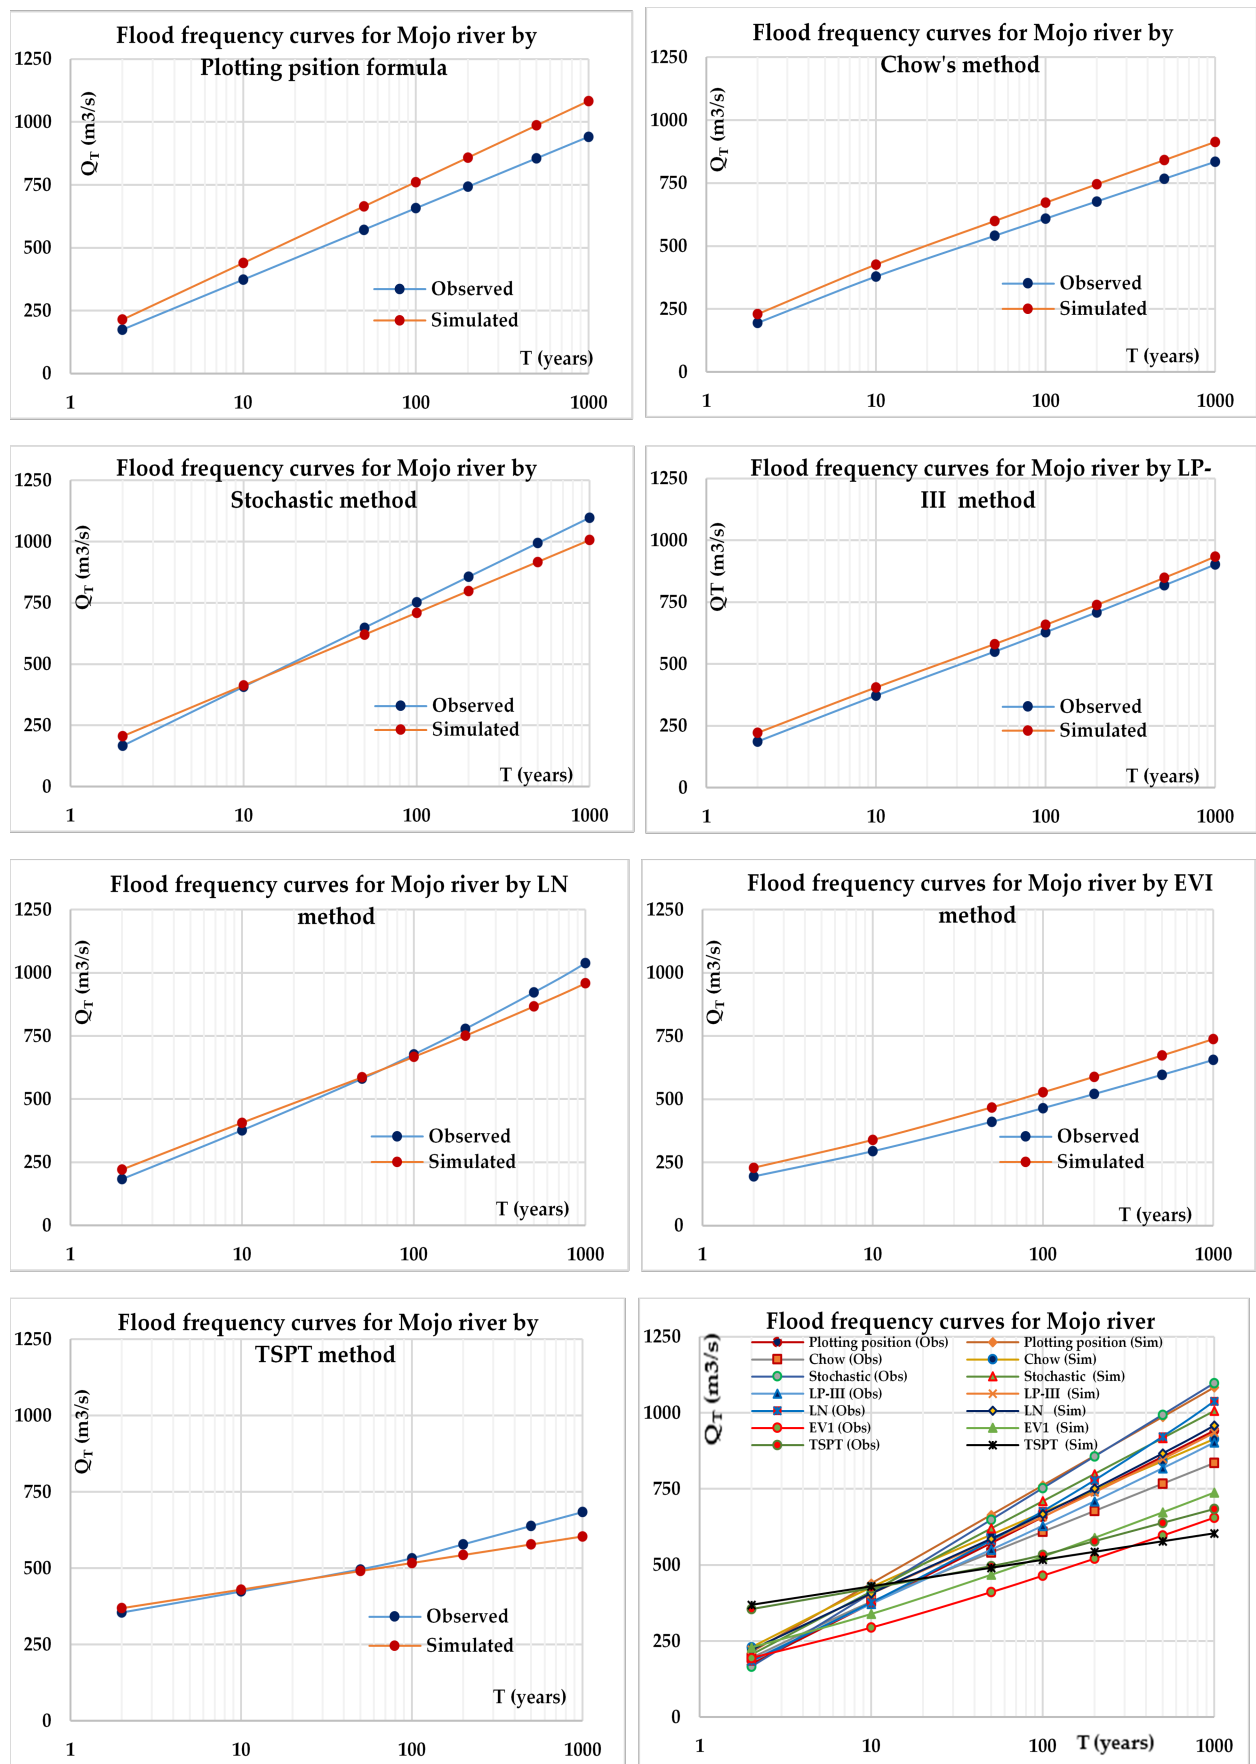 Flood frequency curves for Mojo river by
Plotting psition formula
1250
1000
750
500
250
0
Q_T (m3/s)
Observed
Simulated
T (years)
1 10 100 1000
Flood frequency curves for Mojo river by
Chow's method
1250
1000
750
500
250
0
Q_T (m3/s)
Observed
Simulated
T (years)
1 10 100 1000
Flood frequency curves for Mojo river by
Stochastic method
1250
1000
750
500
250
0
Q_T (m3/s)
Observed
Simulated
T (years)
1 10 100 1000
Flood frequency curves for Mojo river by LP-
III method
1250
1000
750
500
250
0
QT (m3/s)
Observed
Simulated
1 10 100 1000
Flood frequency curves for Mojo river by LN
method
1250
1000
750
500
250
0
Q_T (m3/s)
Observed
Simulated
T (years)
1 10 100 1000
Flood frequency curves for Mojo river by EVI
method
1250
1000
750
500
250
0
Q_T (m3/s)
Observed
Simulated
T (years)
1 10 100 1000
Flood frequency curves for Mojo river by
TSPT method
1250
1000
750
500
250
0
Q_T (m3/s)
Observed
Simulated
T (years)
1 10 100 1000
Flood frequency curves for Mojo river
1250
1000
750
500
250
0
Q_T (m3/s)
Plotting position (Obs) Plotting position (Sim)
Chow (Obs) Chow (Sim)
Stochastic (Obs) Stochastic (Sim)
LP-III (Obs) LP-III (Sim)
LN (Obs) LN (Sim)
EV1 (Obs) EV1 (Sim)
TSPT (Obs) TSPT (Sim)
1 10 100 T (years) 1000